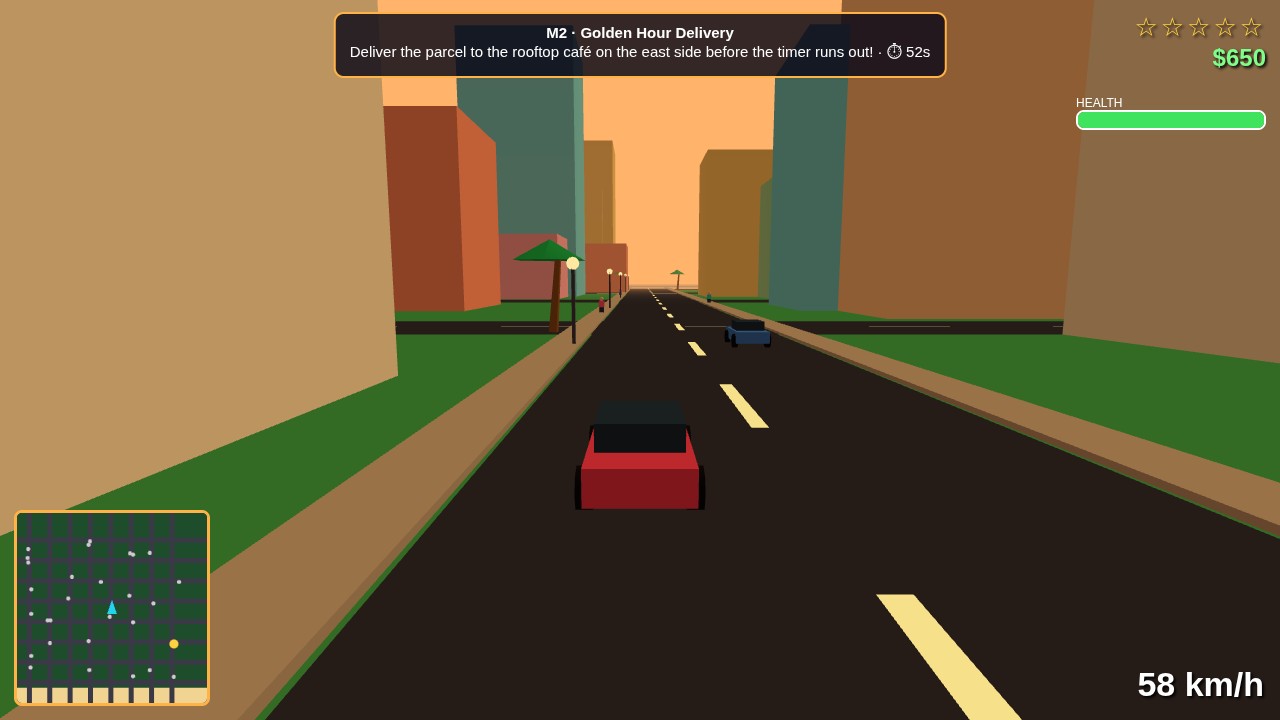 M2 · Golden Hour Delivery
Deliver the parcel to the rooftop café on the east side before the timer runs out! · ⏱ 52s
☆☆☆☆☆
$650
HEALTH
58 km/h